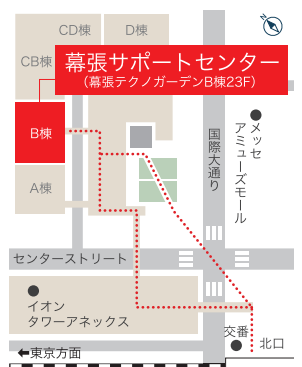 CD棟
D棟
CB棟
幕張サポートセンター
(幕張テクノガーデンB棟23F)
B棟
A棟
国際大通り
メッセ
アミューズモール
センターストリート
イオン
タワーアネックス
交番
北口
←東京方面